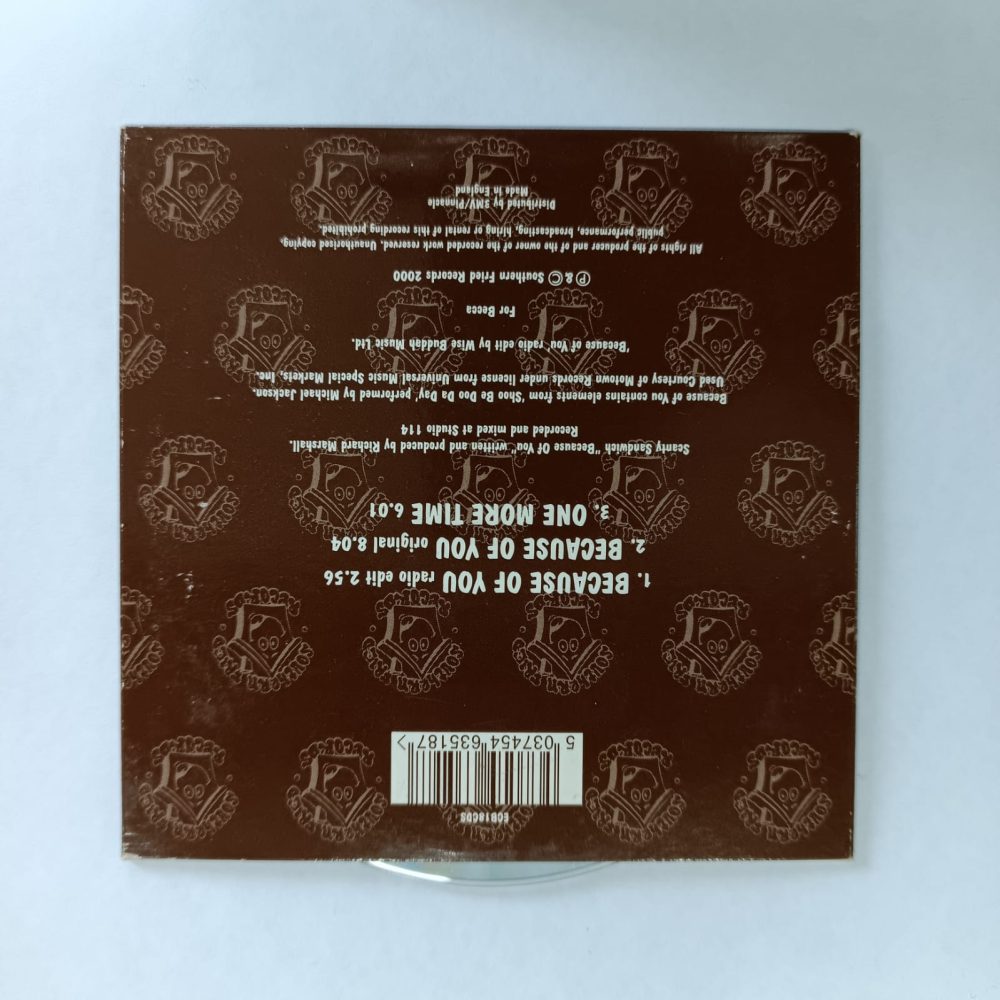 ECB18CDS
5 037454 635187 >
1. BECAUSE OF YOU radio edit 2.56
2. BECAUSE OF YOU original 8.04
3. ONE MORE TIME 6.01
Scanty Sandwich "Because Of You" written and produced by Richard Marshall.
Recorded and mixed at Studio 114
Because of You contains elements from 'Shoo Be Doo Da Day', performed by Michael Jackson.
Used Courtesy of Motown Records under license from Universal Music Special Markets, Inc.
'Because of You' radio edit by Wise Buddah Music Ltd.
For Becca
℗ & © Southern Fried Records 2000
All rights of the producer and of the owner of the recorded work reserved. Unauthorised copying,
public performance, broadcasting, hiring or rental of this recording prohibited.
Distributed by 3MV/Pinnacle
Made in England